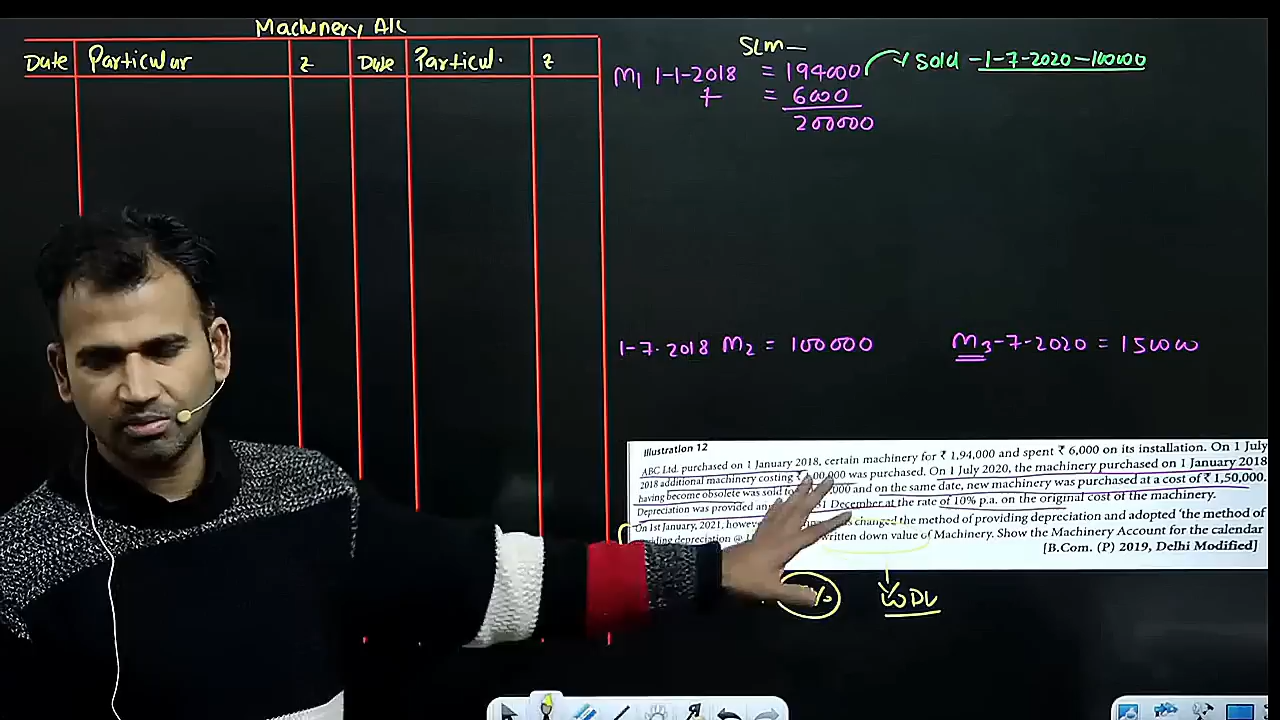 Machinery A/c
Date Particular ₹ Date Particul. ₹
SLM—
M1 1-1-2018 = 194000 → Sold - 1-7-2020 - 100000
+ = 6000
200000
1-7-2018 M2 = 100000
M3-7-2020 = 150000
Illustration 12
ABC Ltd. purchased on 1 January 2018, certain machinery for ₹ 1,94,000 and spent ₹ 6,000 on its installation. On 1 July
2018 additional machinery costing ₹ 1,00,000 was purchased. On 1 July 2020, the machinery purchased on 1 January 2018
having become obsolete was sold for ,000 and on the same date, new machinery was purchased at a cost of ₹ 1,50,000.
Depreciation was provided 31 December at the rate of 10% p.a. on the original cost of the machinery.
On 1st January, 2021, changed the method of providing depreciation and adopted 'the method of
depreciation @ written down value of Machinery. Show the Machinery Account for the calendar
[B.Com. (P) 2019, Delhi Modified]
WDV